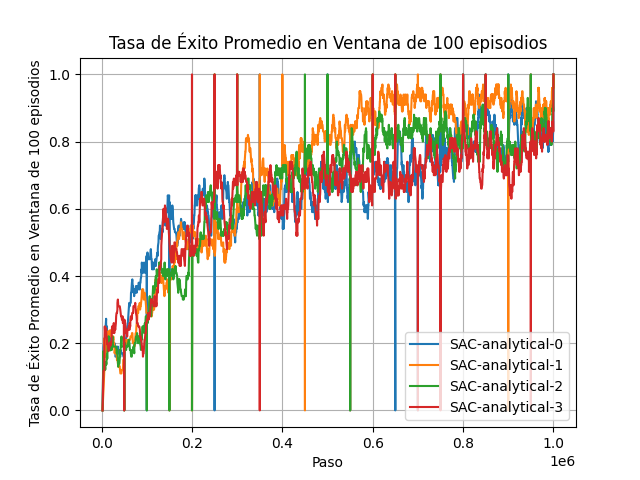 Tasa de Éxito Promedio en Ventana de 100 episodios
Tasa de Éxito Promedio en Ventana de 100 episodios
1.0
0.8
0.6
0.4
0.2
0.0
SAC-analytical-0
SAC-analytical-1
SAC-analytical-2
SAC-analytical-3
0.0 0.2 0.4 0.6 0.8 1.0
1e6
Paso